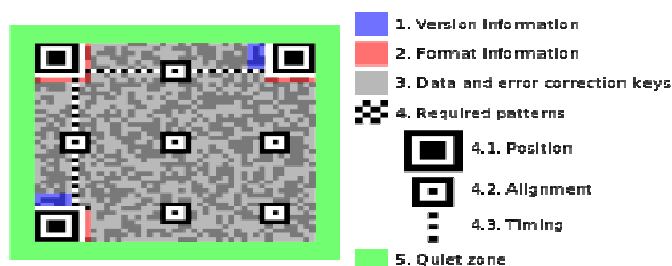 1. Version Information
2. Format Information
3. Data and error correction keys
4. Required patterns
4.1. Position
4.2. Alignment
4.3. Timing
5. Quiet zone